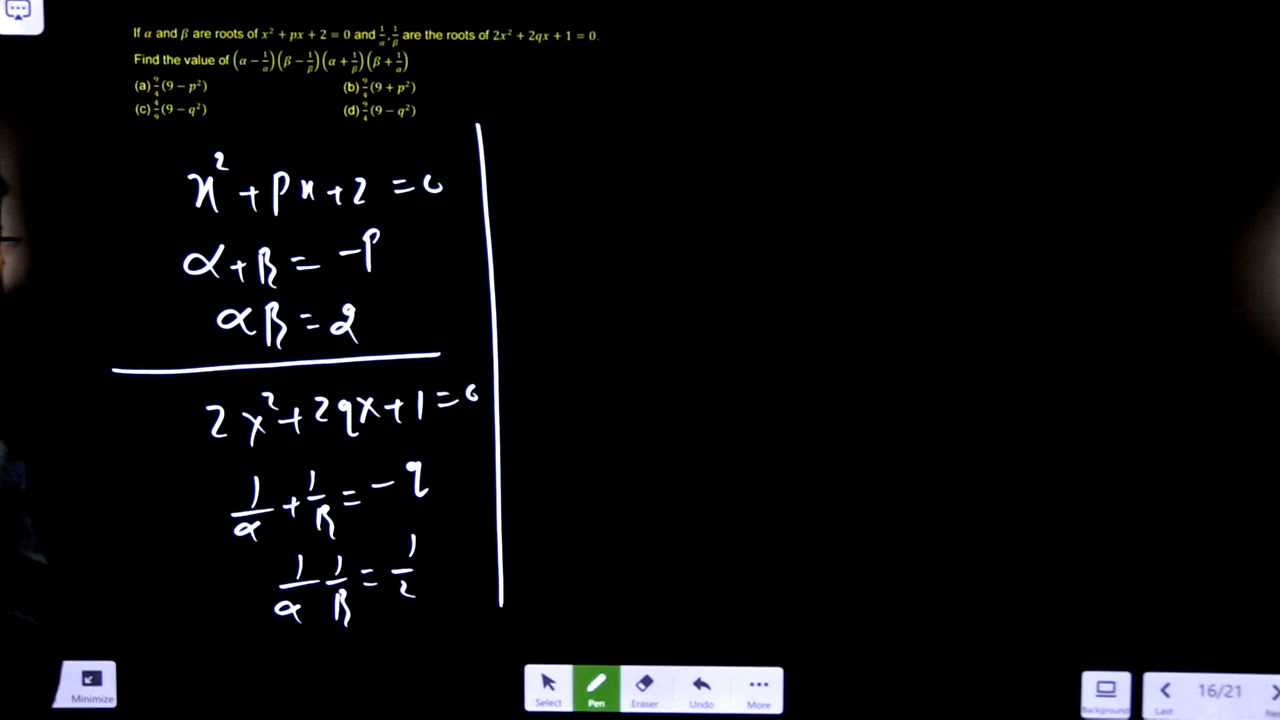 If α and β are roots of x² + px + 2 = 0 and 1/α, 1/β are the roots of 2x² + 2qx + 1 = 0.
Find the value of (α − 1/α)(β − 1/β)(α + 1/β)(β + 1/α)
(a) 9/4 (9 − p²) (b) 9/4 (9 + p²)
(c) 4/9 (9 − q²) (d) 9/4 (9 − q²)
x² + px + 2 = 0
α + β = −p
αβ = 2
2x² + 2qx + 1 = 0
1/α + 1/β = −q
1/α 1/β = 1/2
Minimize
Select Pen Eraser Undo More
Background
Last 16/21